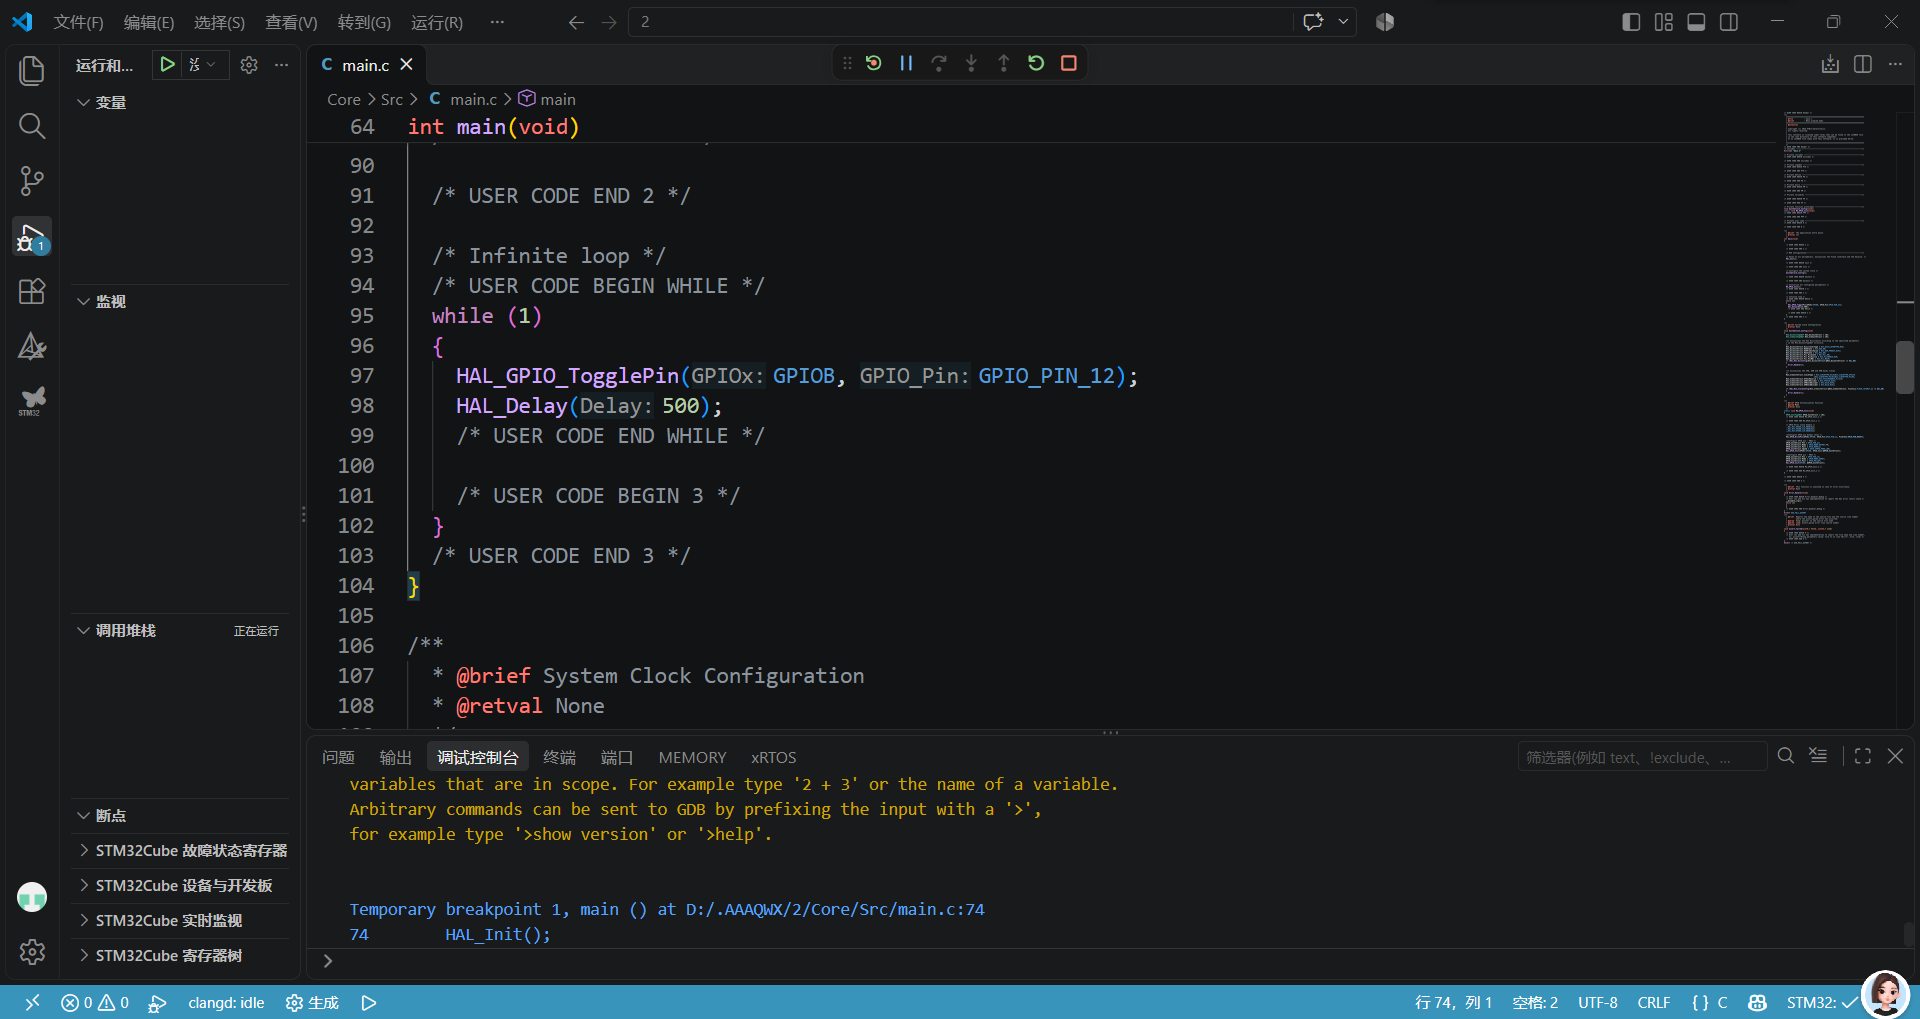 文件(F) 编辑(E) 选择(S) 查看(V) 转到(G) 运行(R) ··· 2
运行和... main.c
变量
监视
调用堆栈 正在运行
断点
STM32Cube 故障状态寄存器
STM32Cube 设备与开发板
STM32Cube 实时监视
STM32Cube 寄存器树
1
STM32
C main.c
Core > Src > C main.c > main
64 int main(void)
90
91 /* USER CODE END 2 */
92
93 /* Infinite loop */
94 /* USER CODE BEGIN WHILE */
95 while (1)
96 {
97 HAL_GPIO_TogglePin(GPIOx: GPIOB, GPIO_Pin: GPIO_PIN_12);
98 HAL_Delay(Delay: 500);
99 /* USER CODE END WHILE */
100
101 /* USER CODE BEGIN 3 */
102 }
103 /* USER CODE END 3 */
104 }
105
106 /**
107 * @brief System Clock Configuration
108 * @retval None
问题 输出 调试控制台 终端 端口 MEMORY xRTOS 筛选器(例如 text、!exclude、...
variables that are in scope. For example type '2 + 3' or the name of a variable.
Arbitrary commands can be sent to GDB by prefixing the input with a '>',
for example type '>show version' or '>help'.
Temporary breakpoint 1, main () at D:/.AAAQWX/2/Core/Src/main.c:74
74 HAL_Init();
0 0 clangd: idle 生成 行 74，列 1 空格: 2 UTF-8 CRLF { } C STM32: